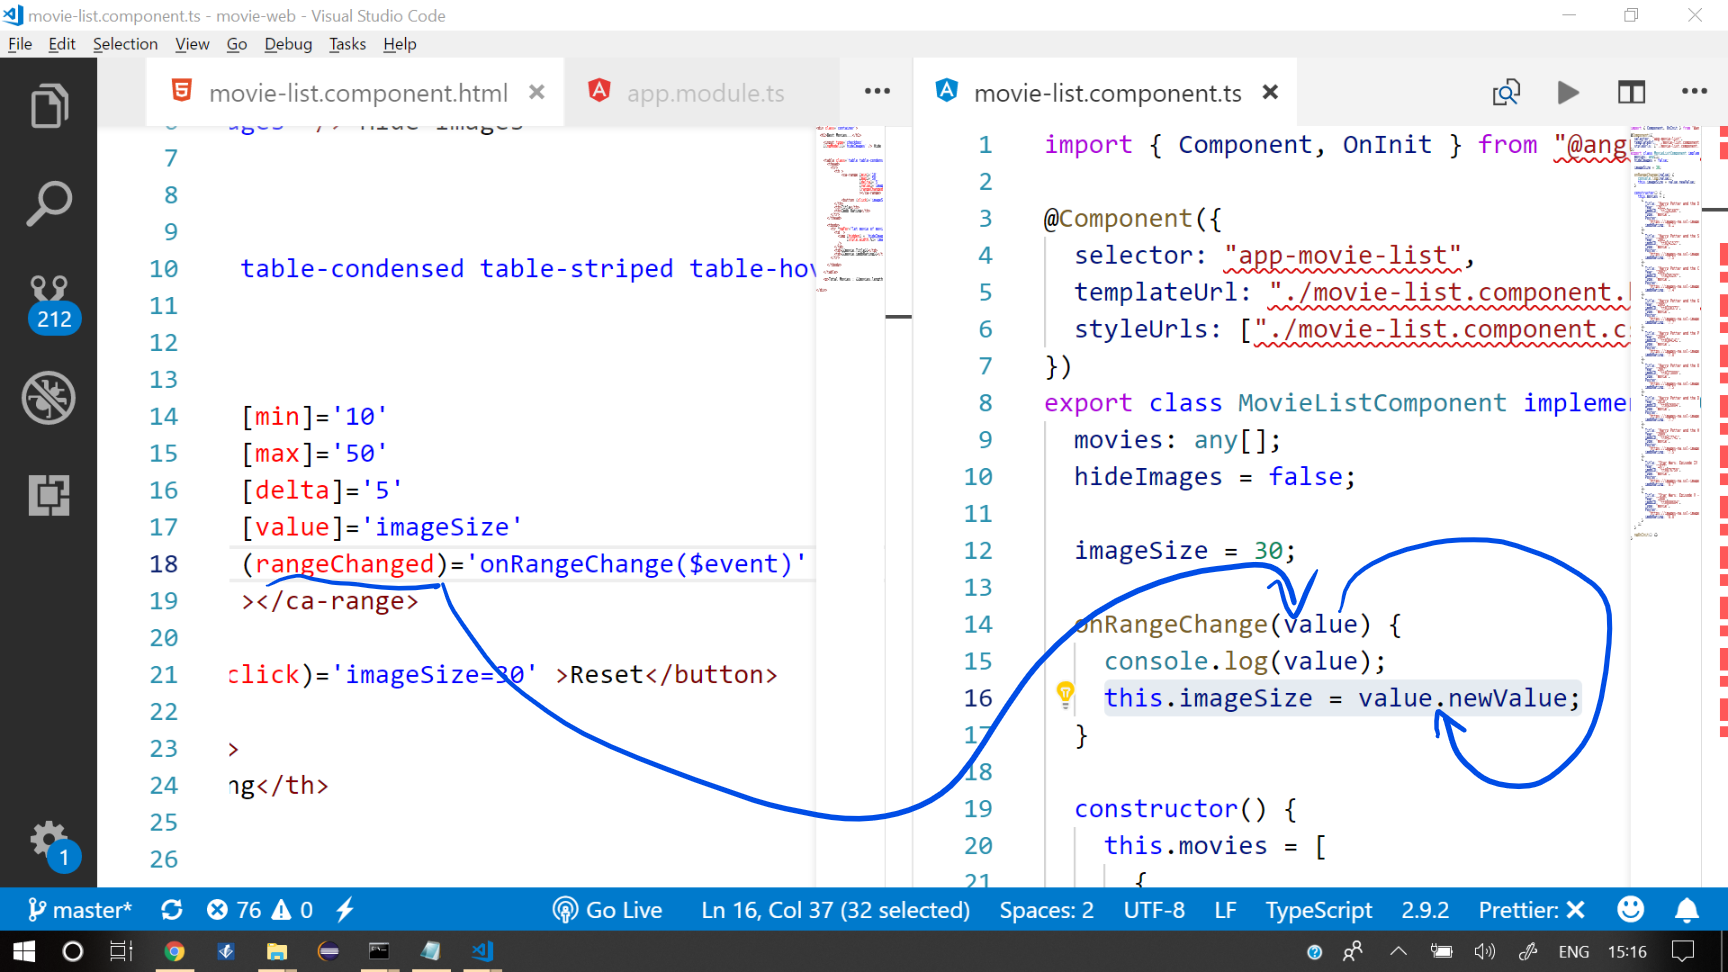 movie-list.component.ts - movie-web - Visual Studio Code
File Edit Selection View Go Debug Tasks Help
movie-list.component.html
app.module.ts
movie-list.component.ts
7
8
9
10 table-condensed table-striped table-hov
11
12
13
14 [min]='10'
15 [max]='50'
16 [delta]='5'
17 [value]='imageSize'
18 (rangeChanged)='onRangeChange($event)'
19 ></ca-range>
20
21 click)='imageSize=30' >Reset</button>
22
23 >
24 ng</th>
25
26
1 import { Component, OnInit } from "@ang
2
3 @Component({
4 selector: "app-movie-list",
5 templateUrl: "./movie-list.component.
6 styleUrls: ["./movie-list.component.c
7 })
8 export class MovieListComponent implemen
9 movies: any[];
10 hideImages = false;
11
12 imageSize = 30;
13
14 onRangeChange(value) {
15 console.log(value);
16 this.imageSize = value.newValue;
17 }
18
19 constructor() {
20 this.movies = [
21 {
212
1
master* 76 0 Go Live Ln 16, Col 37 (32 selected) Spaces: 2 UTF-8 LF TypeScript 2.9.2 Prettier: ✕
ENG 15:16